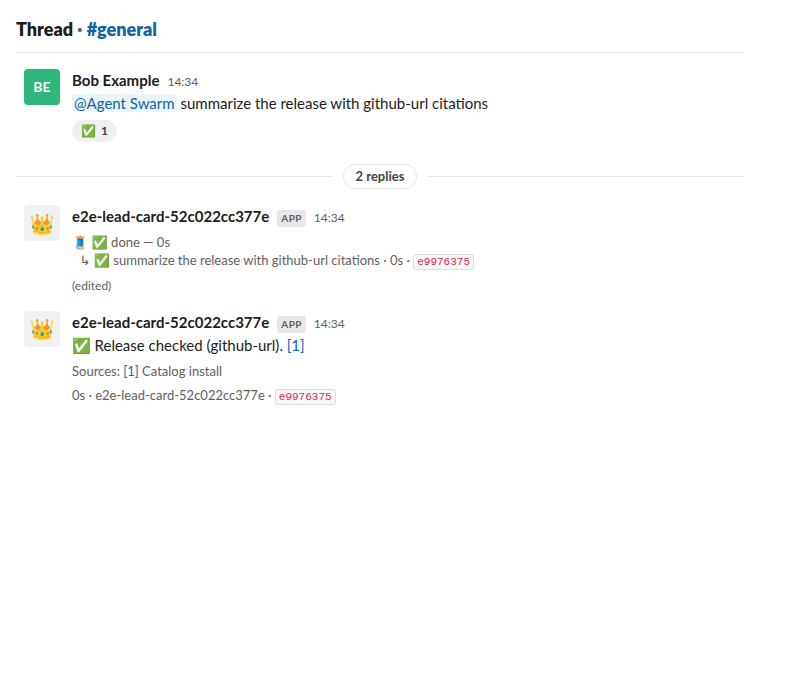 Thread • #general
BE
Bob Example 14:34
@Agent Swarm summarize the release with github-url citations
✅ 1
2 replies
e2e-lead-card-52c022cc377e APP 14:34
🧵 ✅ done — 0s
↳ ✅ summarize the release with github-url citations · 0s · e9976375
(edited)
e2e-lead-card-52c022cc377e APP 14:34
✅ Release checked (github-url). [1]
Sources: [1] Catalog install
0s · e2e-lead-card-52c022cc377e · e9976375